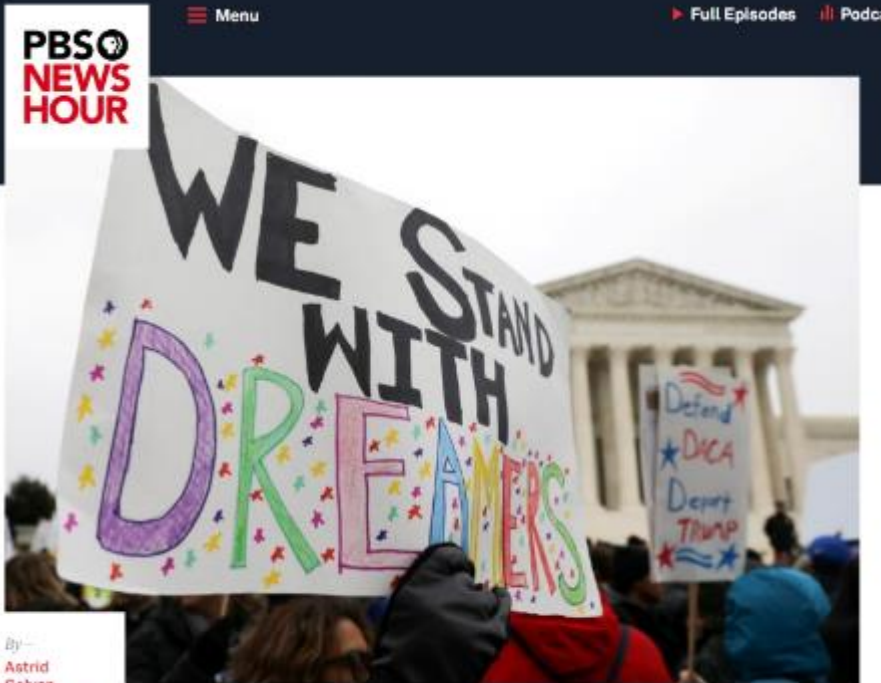 Menu
Full Episodes
PBS
NEWS
HOUR
WE STAND
WITH
DREAMERS
Defend
DACA
Deport
TRUMP
By
Astrid